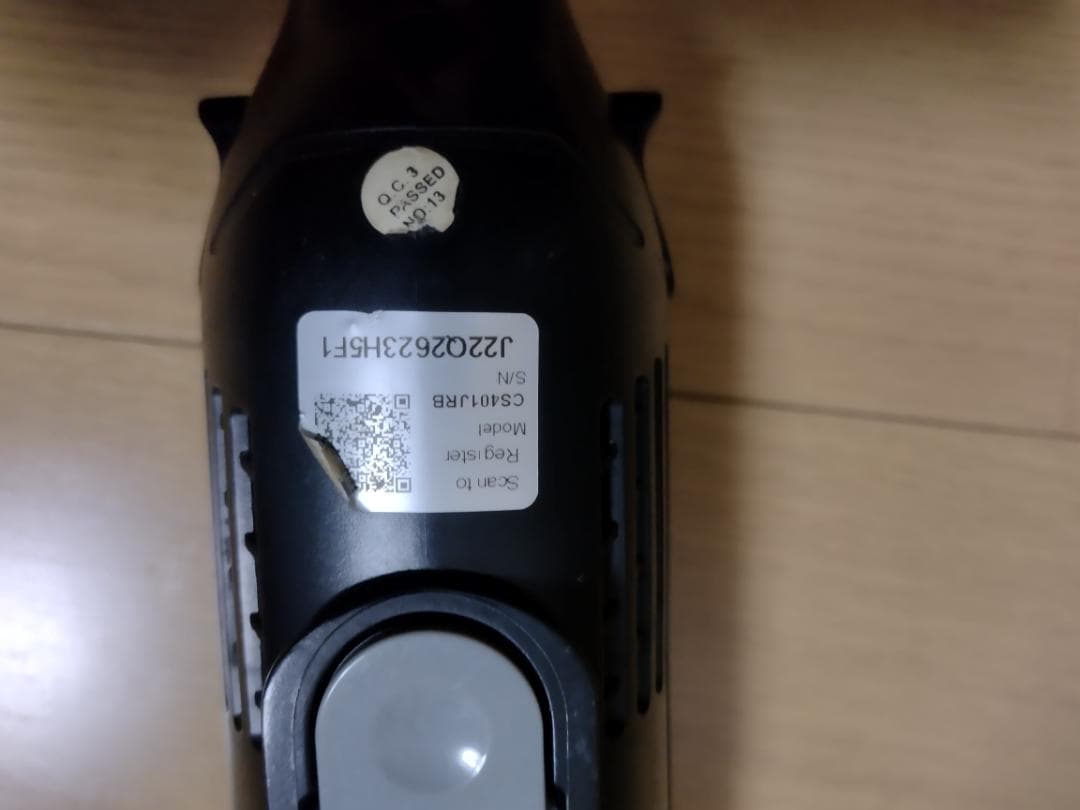 Q.C. 3
PASSED
NO.13
Scan to
Register
Model
CS401JRB
S/N
J22Q2623H5F1